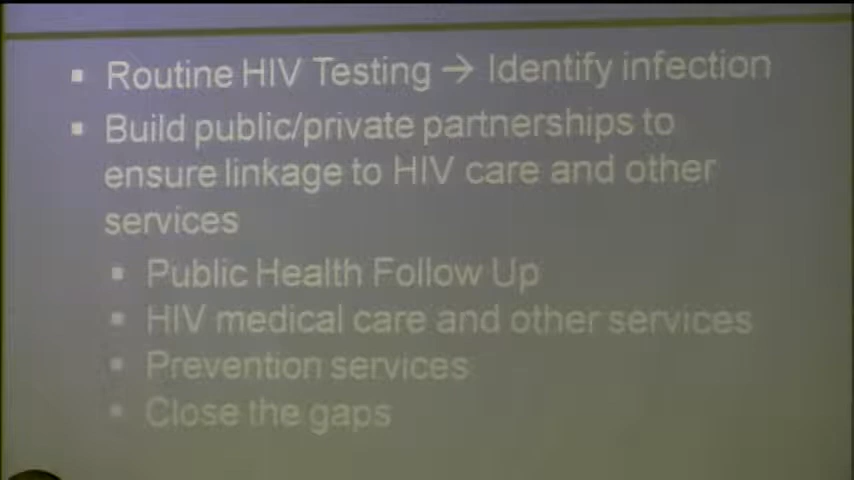 ▪ Routine HIV Testing → Identify infection
▪ Build public/private partnerships to
ensure linkage to HIV care and other
services
▪ Public Health Follow Up
▪ HIV medical care and other services
▪ Prevention services
▪ Close the gaps